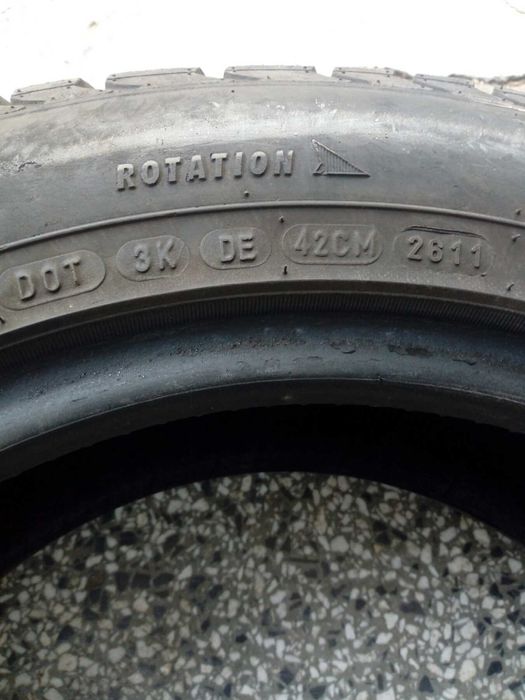 ROTATION
DOT 3K DE 42CM 2611